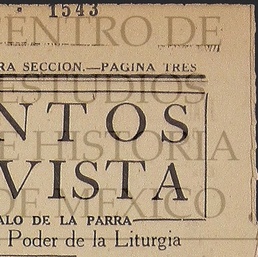 · 1543
RA SECCION.—PAGINA TRES
NTOS
VISTA
ALO DE LA PARRA
Poder de la Liturgia
CENTRO DE
ESTUDIOS
DE HISTORIA
DE MEXICO